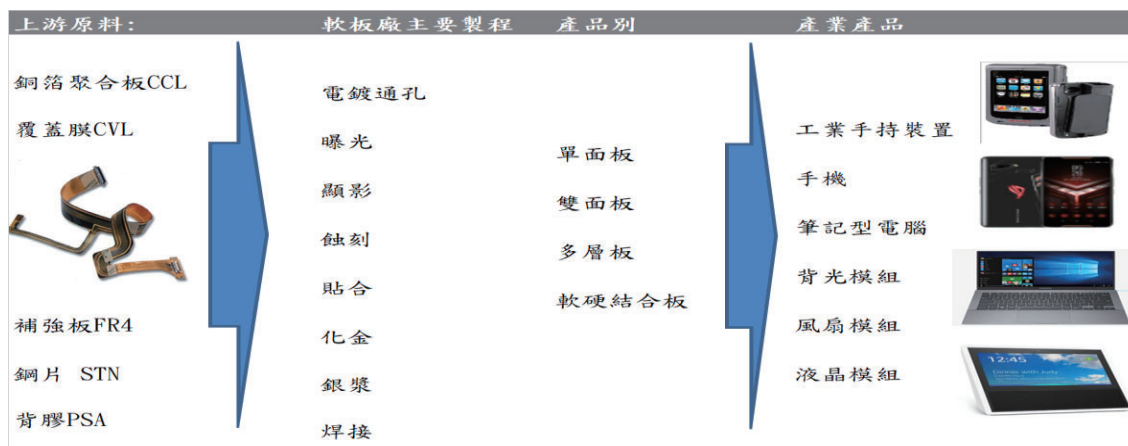 上游原料:
銅箔聚合板CCL
覆蓋膜CVL
補強板FR4
鋼片 STN
背膠PSA
軟板廠主要製程
電鍍通孔
曝光
顯影
蝕刻
貼合
化金
銀漿
焊接
產品別
單面板
雙面板
多層板
軟硬結合板
產業產品
工業手持裝置
手機
筆記型電腦
背光模組
風扇模組
液晶模組
12:45
Dinner with Judy